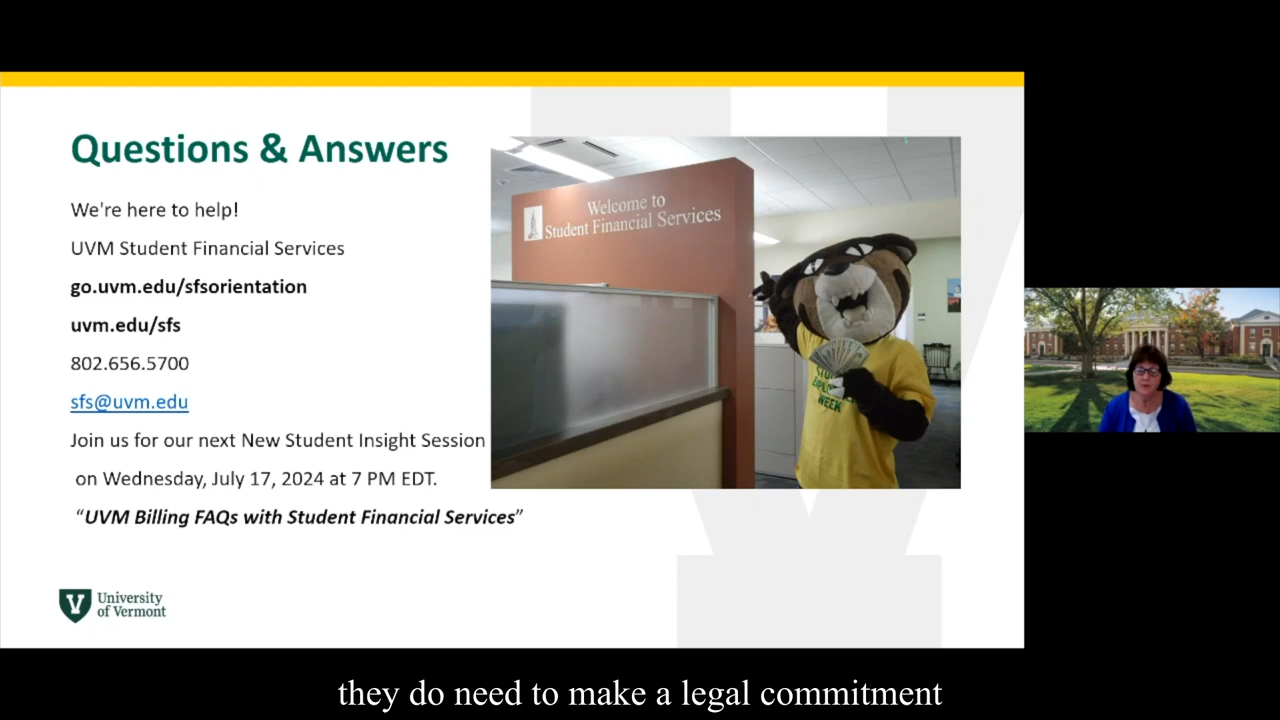 Questions & Answers
We're here to help!
UVM Student Financial Services
go.uvm.edu/sfsorientation
uvm.edu/sfs
802.656.5700
sfs@uvm.edu
Join us for our next New Student Insight Session
on Wednesday, July 17, 2024 at 7 PM EDT.
“UVM Billing FAQs with Student Financial Services”
Welcome to
Student Financial Services
WEEK
V University
of Vermont
they do need to make a legal commitment